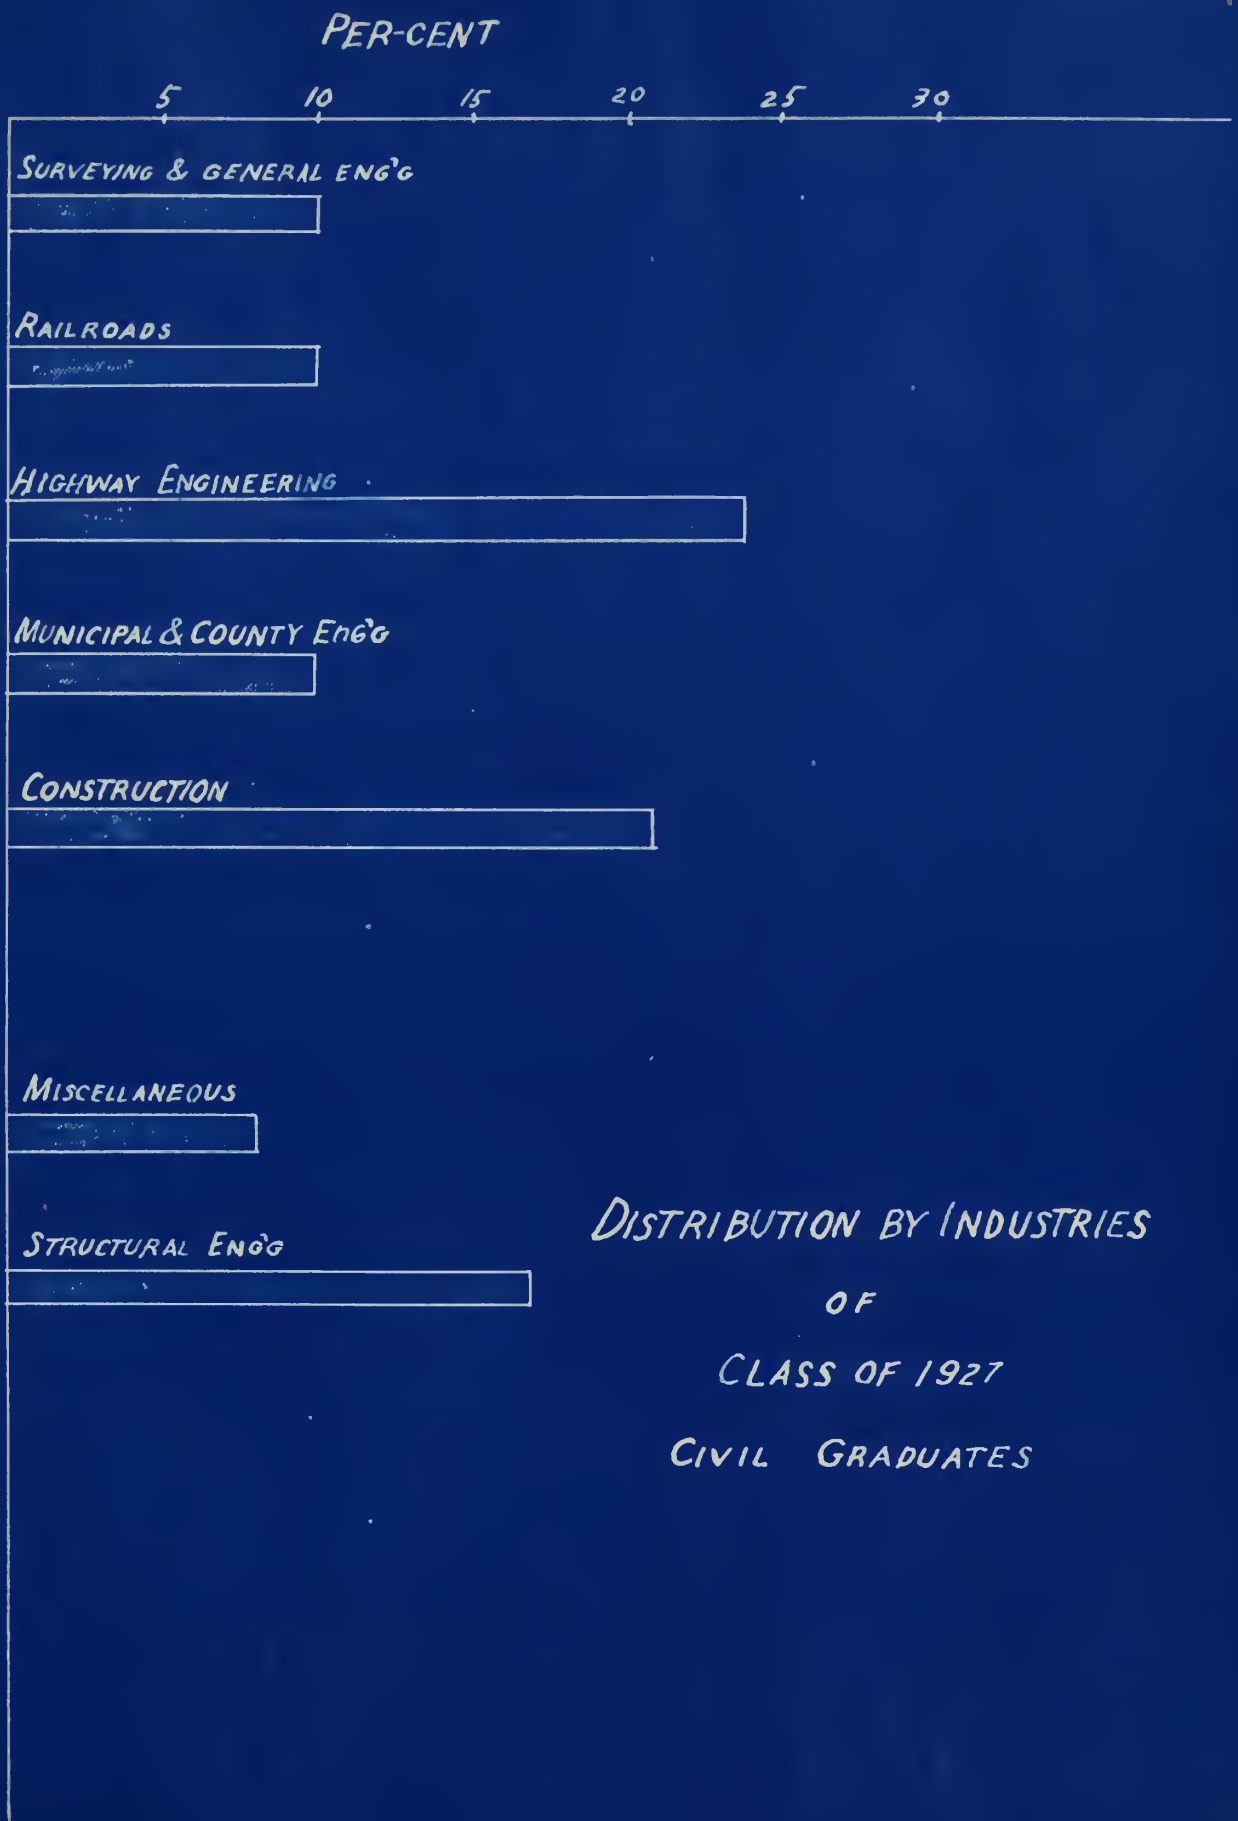 PER-CENT
5 10 15 20 25 30
SURVEYING & GENERAL ENG'G
RAILROADS
HIGHWAY ENGINEERING
MUNICIPAL & COUNTY ENG'G
CONSTRUCTION
MISCELLANEOUS
STRUCTURAL ENG'G
DISTRIBUTION BY INDUSTRIES
OF
CLASS OF 1927
CIVIL GRADUATES